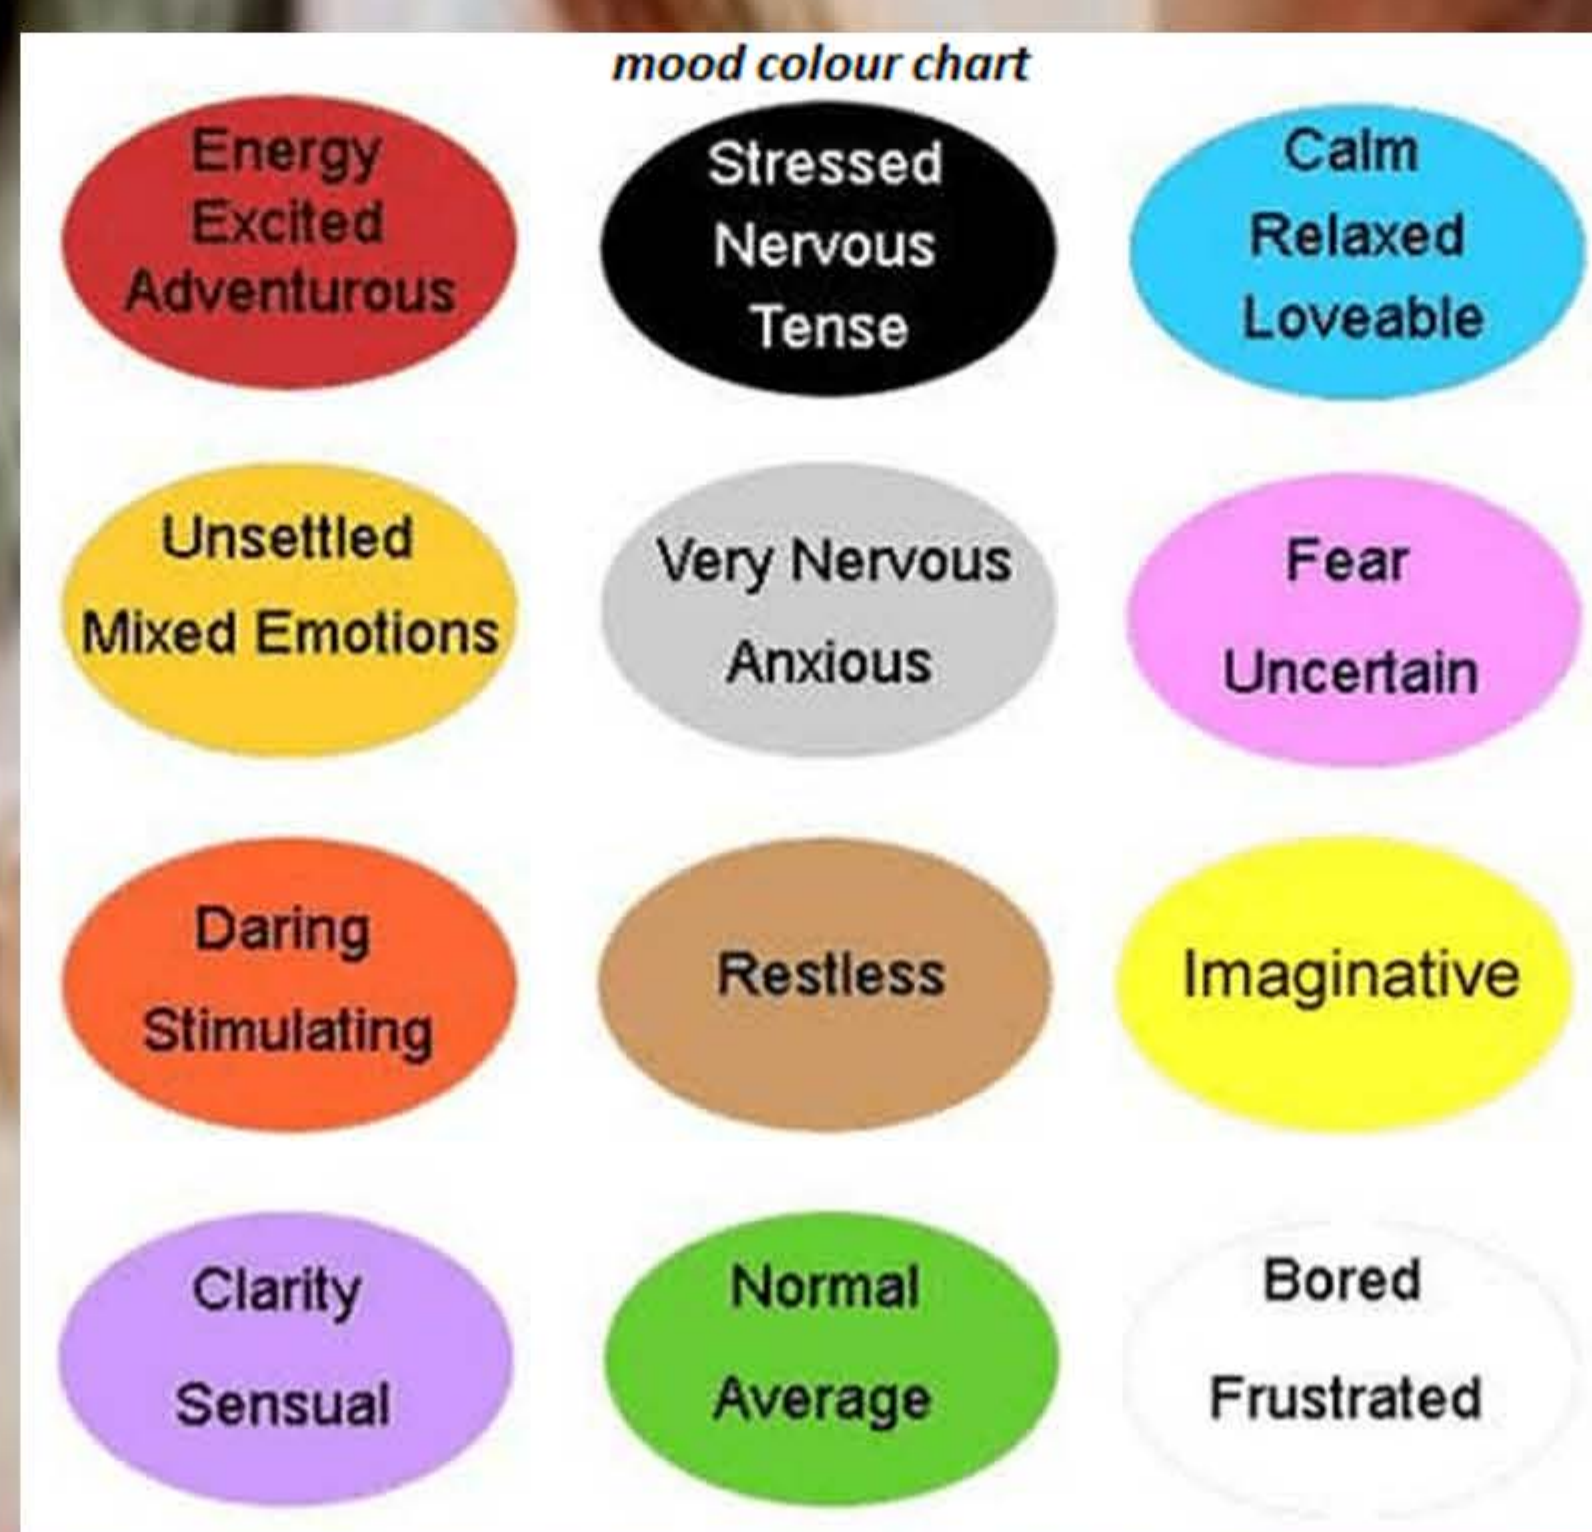 mood colour chart
Energy
Excited
Adventurous
Stressed
Nervous
Tense
Calm
Relaxed
Loveable
Unsettled
Mixed Emotions
Very Nervous
Anxious
Fear
Uncertain
Daring
Stimulating
Restless
Imaginative
Clarity
Sensual
Normal
Average
Bored
Frustrated